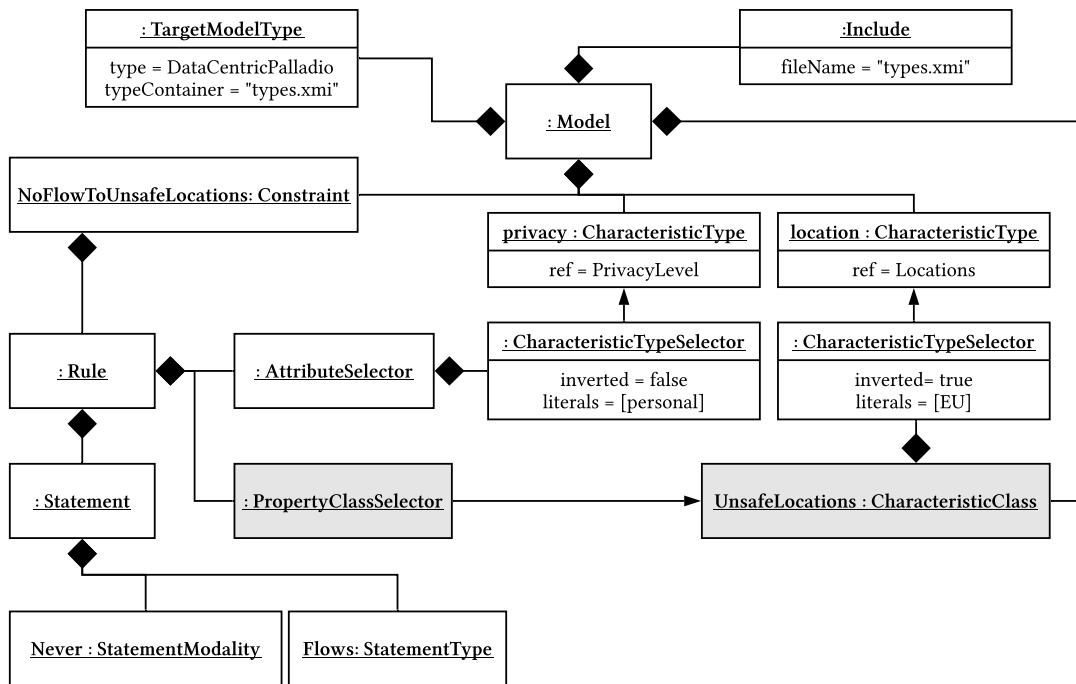 : TargetModelType
type = DataCentricPalladio
typeContainer = "types.xmi"
:Include
fileName = "types.xmi"
: Model
NoFlowToUnsafeLocations: Constraint
privacy : CharacteristicType
ref = PrivacyLevel
location : CharacteristicType
ref = Locations
: Rule
: AttributeSelector
: CharacteristicTypeSelector
inverted = false
literals = [personal]
: CharacteristicTypeSelector
inverted= true
literals = [EU]
: Statement
: PropertyClassSelector
UnsafeLocations : CharacteristicClass
Never : StatementModality
Flows: StatementType